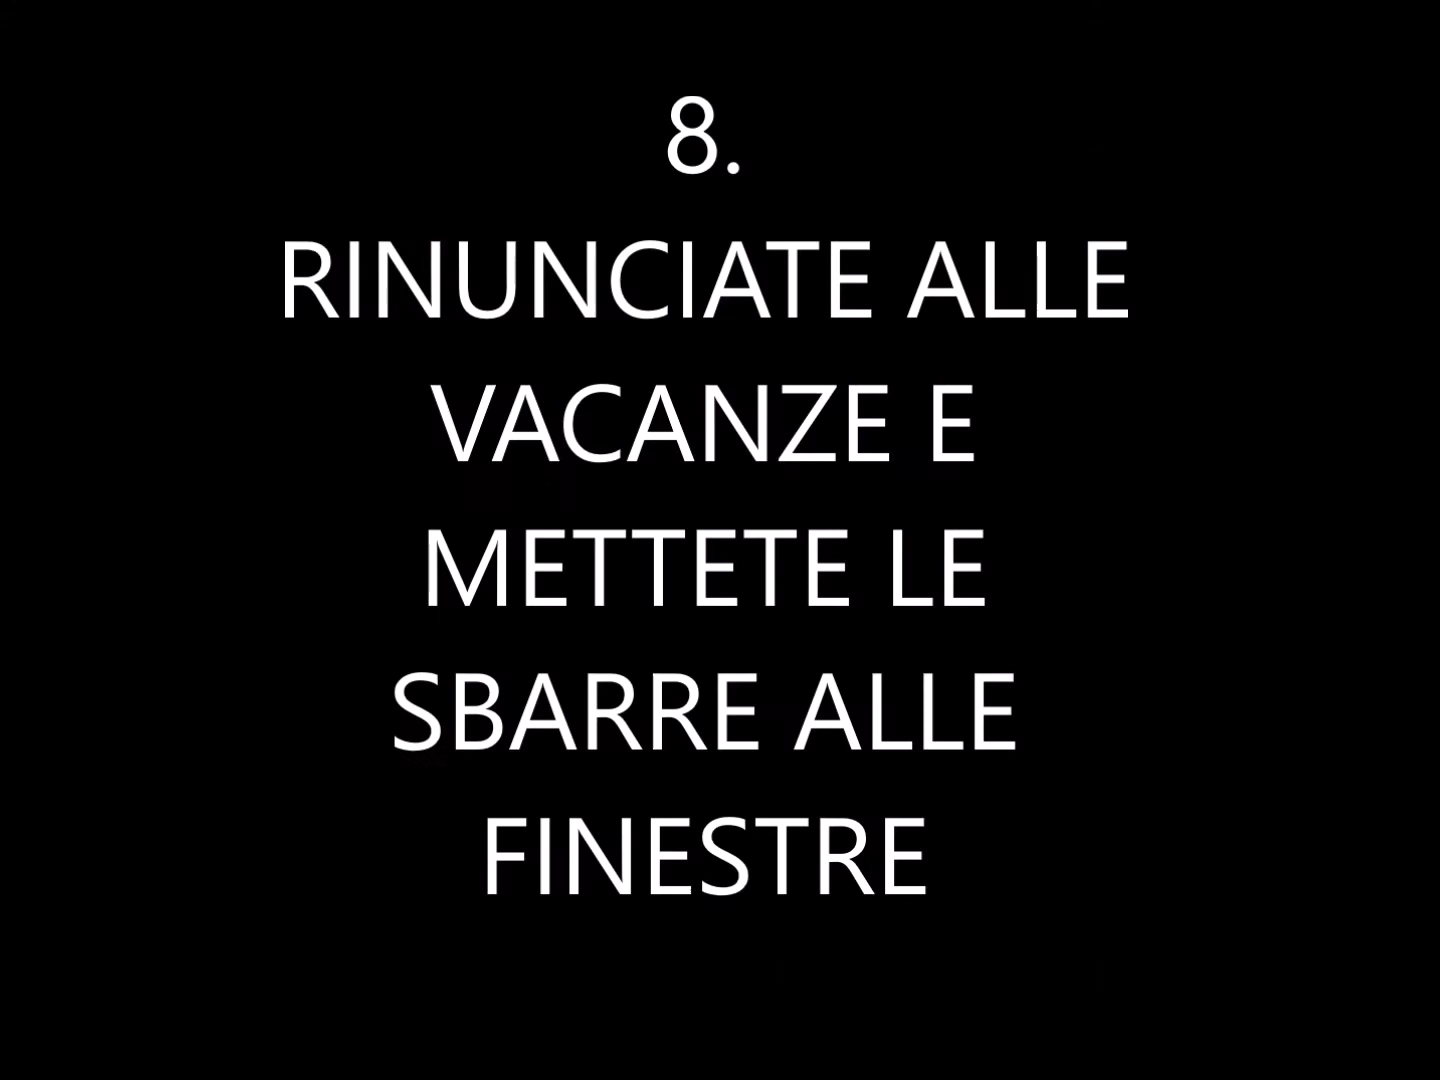 8.
RINUNCIATE ALLE
VACANZE E
METTETE LE
SBARRE ALLE
FINESTRE